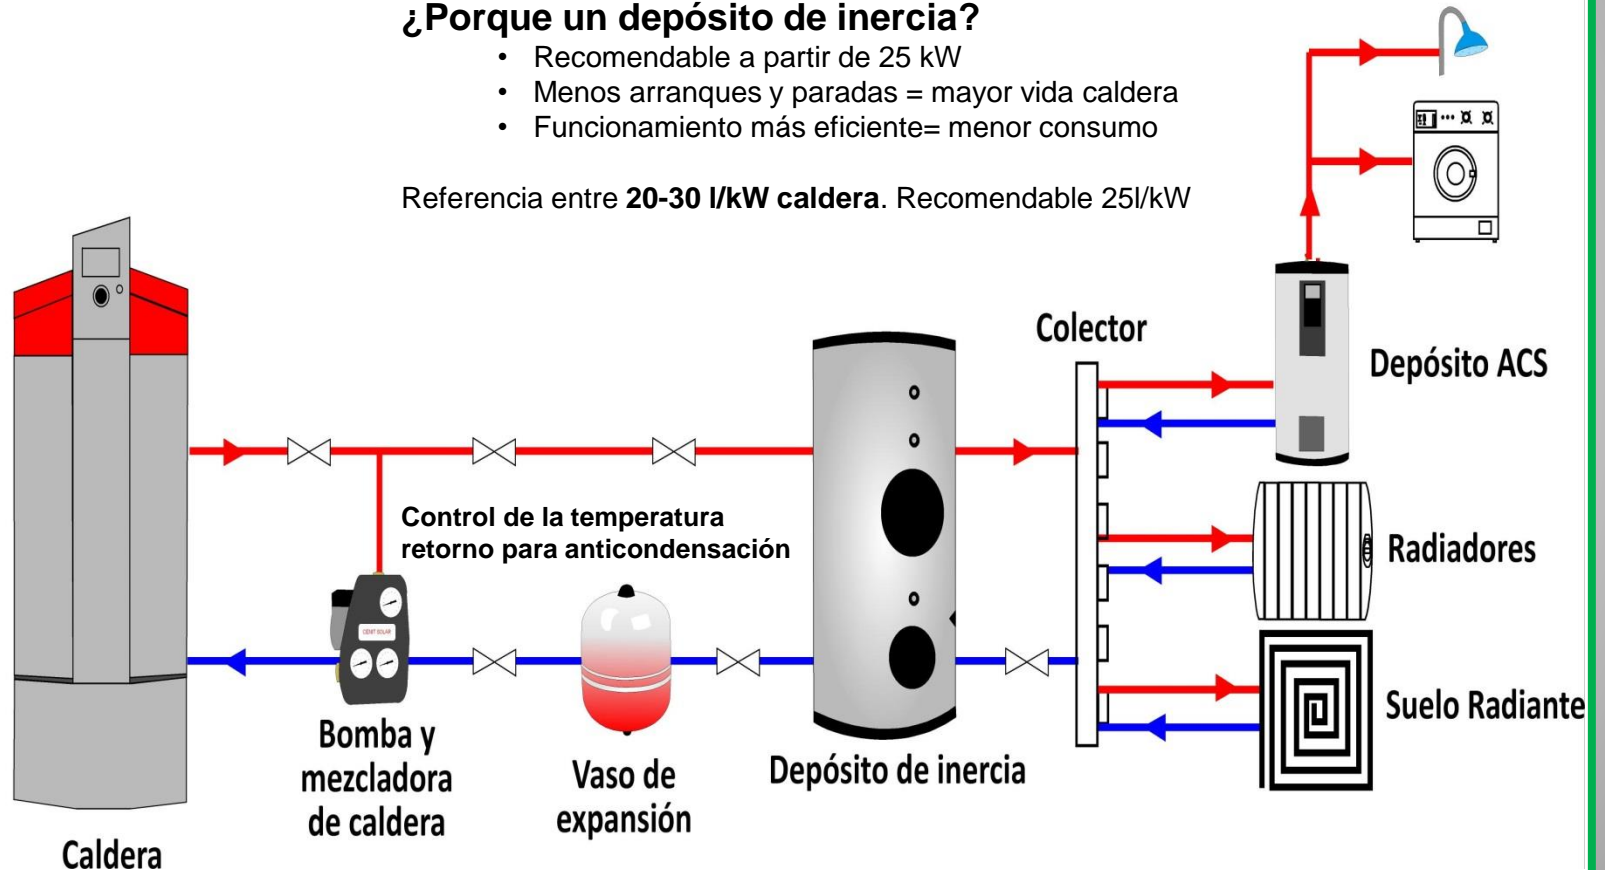 ¿Porque un depósito de inercia?
• Recomendable a partir de 25 kW
• Menos arranques y paradas = mayor vida caldera
• Funcionamiento más eficiente= menor consumo
Referencia entre 20-30 l/kW caldera. Recomendable 25l/kW
Colector
Depósito ACS
Control de la temperatura
retorno para anticondensación
Radiadores
CENIT SOLAR
Suelo Radiante
Bomba y
mezcladora
de caldera
Vaso de
expansión
Depósito de inercia
Caldera